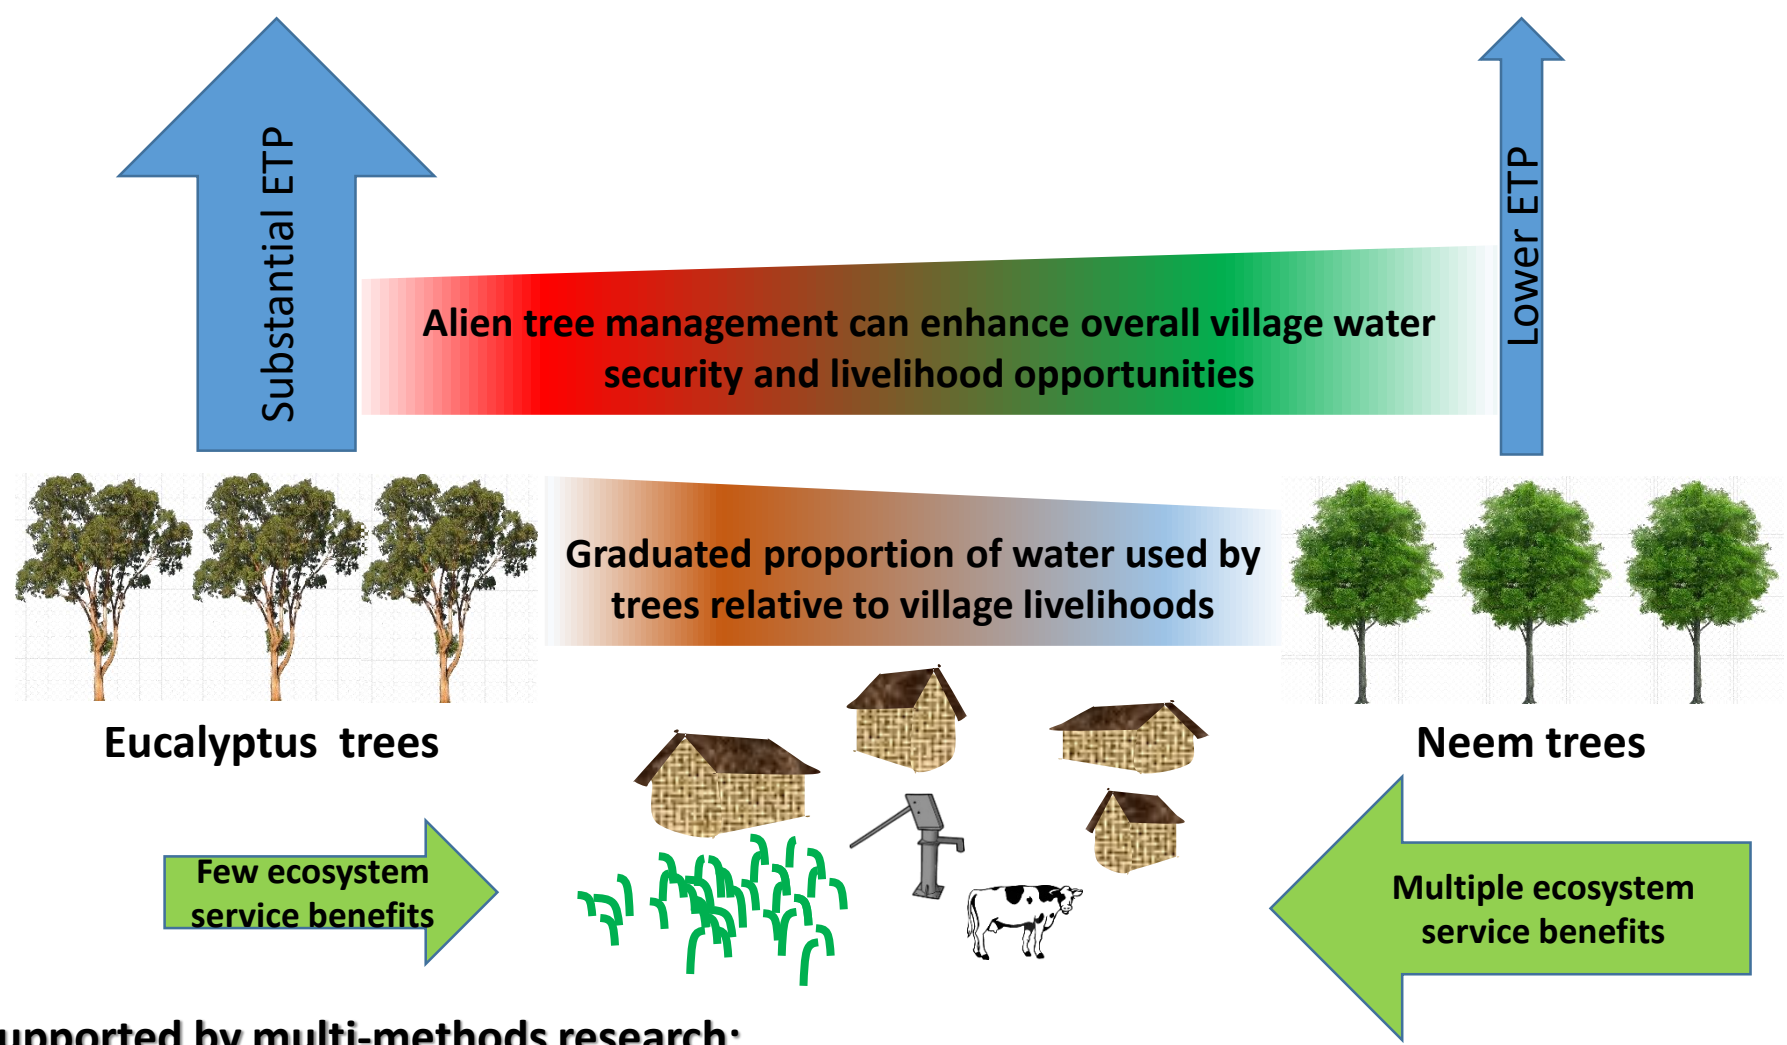 Substantial ETP
Lower ETP
Alien tree management can enhance overall village water
security and livelihood opportunities
Graduated proportion of water used by
trees relative to village livelihoods
Eucalyptus  trees
Neem trees
Few ecosystem
service benefits
Multiple ecosystem
service benefits
upported by multi-methods research: